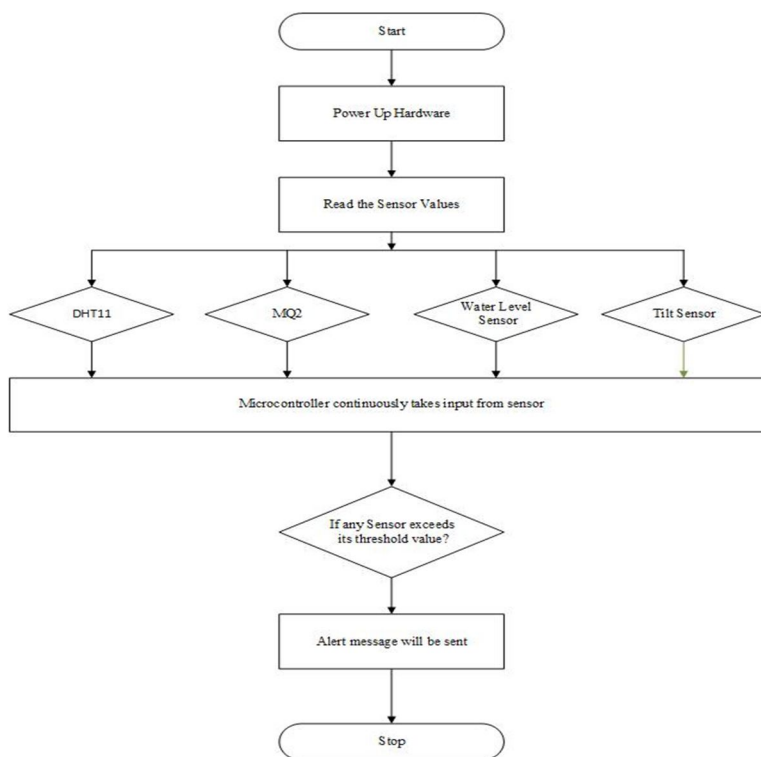 Start
Power Up Hardware
Read the Sensor Values
DHT11
MQ2
Water Level
Sensor
Tilt Sensor
Microcontroller continuously takes input from sensor
If any Sensor exceeds
its threshold value?
Alert message will be sent
Stop